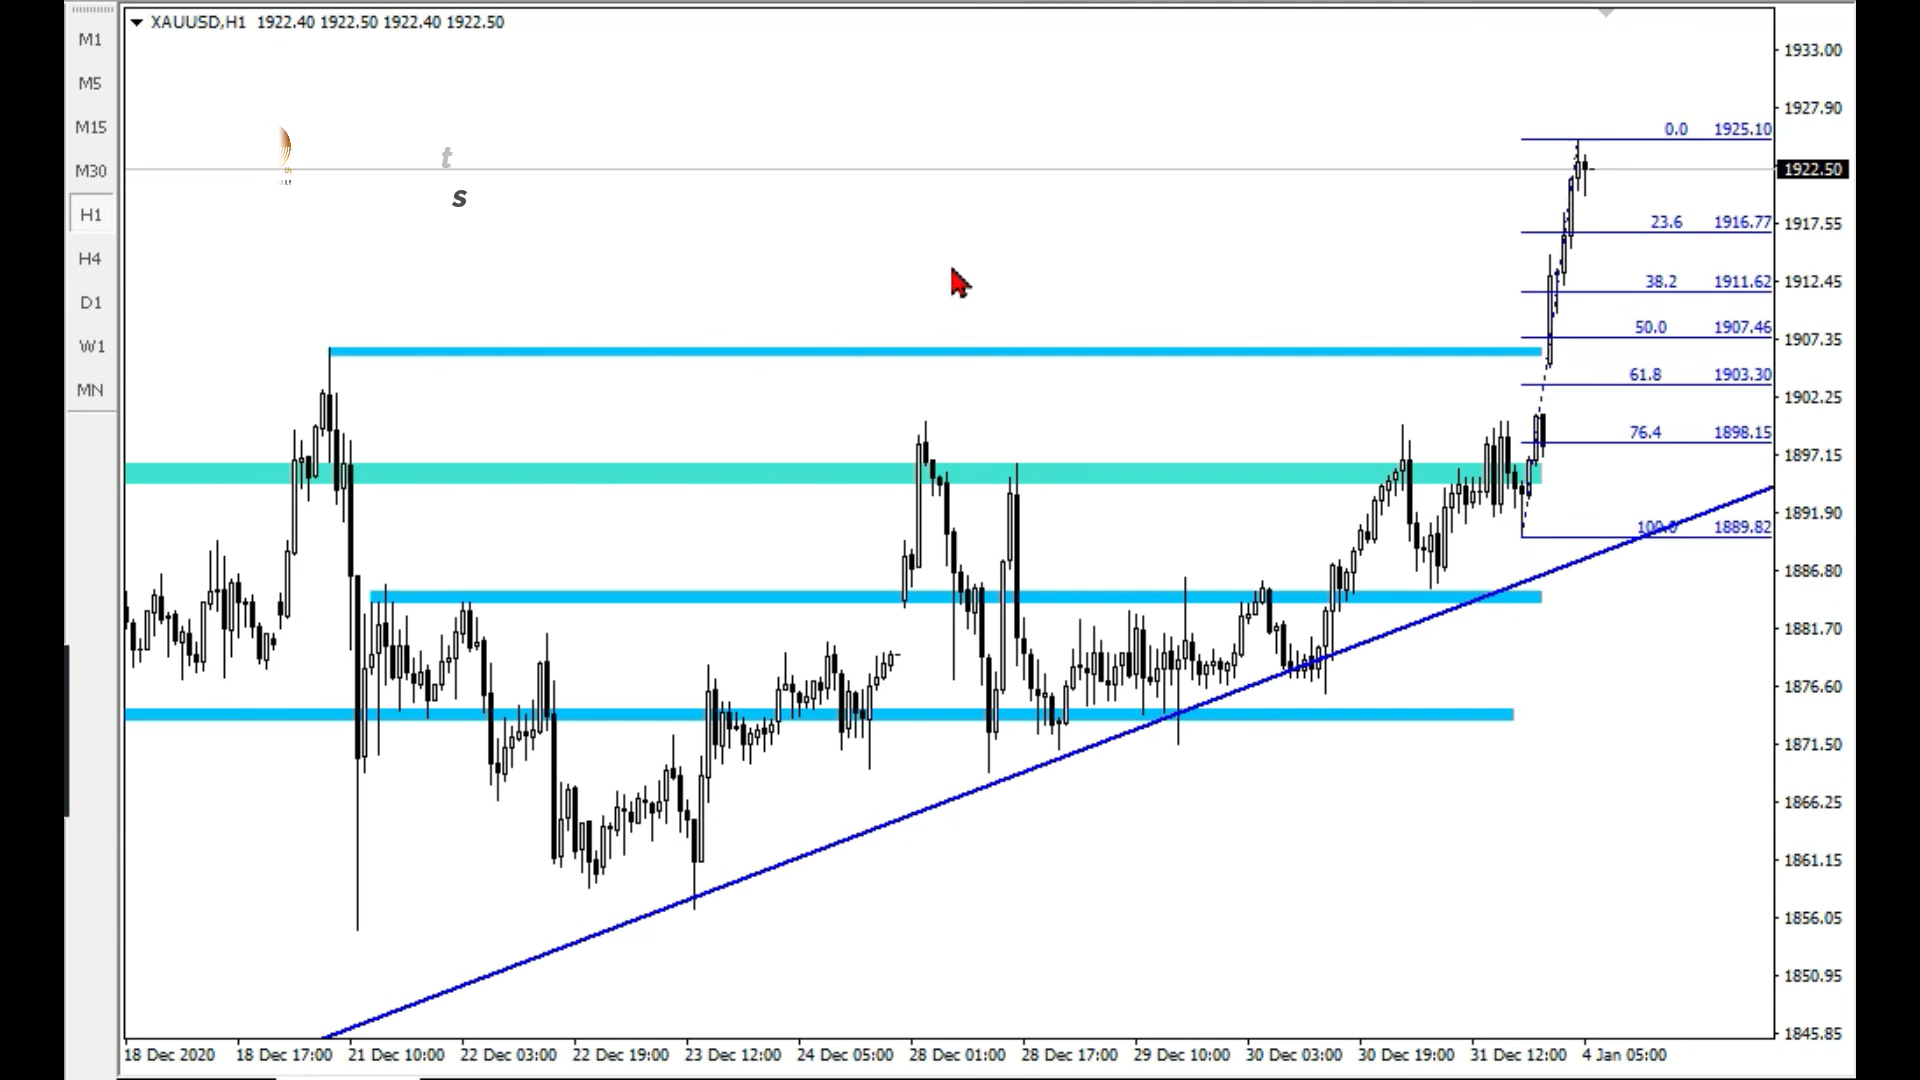 XAUUSD,H1 1922.40 1922.50 1922.40 1922.50
M1
M5
M15
M30
H1
H4
D1
W1
MN
t
s
0.0 1925.10
23.6 1916.77
38.2 1911.62
50.0 1907.46
61.8 1903.30
76.4 1898.15
100.0 1889.82
1933.00
1927.90
1922.50
1917.55
1912.45
1907.35
1902.25
1897.15
1891.90
1886.80
1881.70
1876.60
1871.50
1866.25
1861.15
1856.05
1850.95
1845.85
18 Dec 2020 18 Dec 17:00 21 Dec 10:00 22 Dec 03:00 22 Dec 19:00 23 Dec 12:00 24 Dec 05:00 28 Dec 01:00 28 Dec 17:00 29 Dec 10:00 30 Dec 03:00 30 Dec 19:00 31 Dec 12:00 4 Jan 05:00